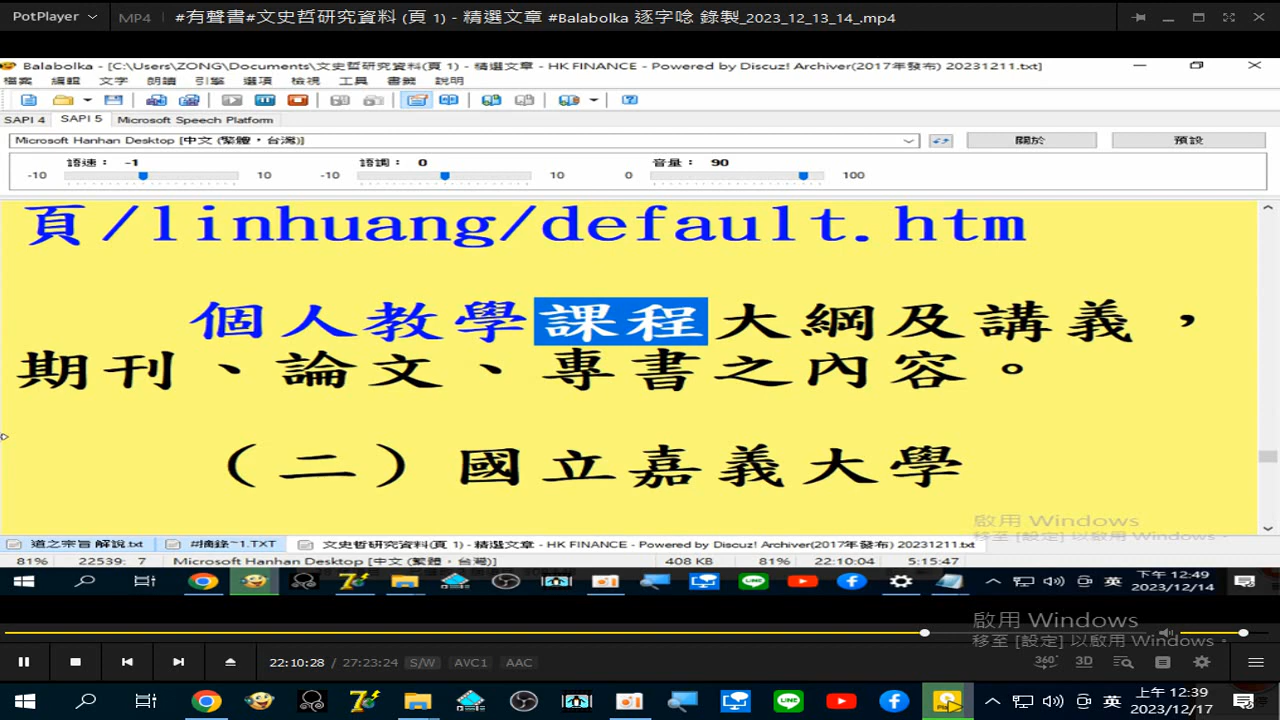 PotPlayer MP4 #有聲書#文史哲研究資料 (頁 1) - 精選文章 #Balabolka 逐字唸 錄製_2023_12_13_14_.mp4
Balabolka - [C:\Users\ZONG\Documents\文史哲研究資料(頁 1) - 精選文章 - HK FINANCE - Powered by Discuz! Archiver(2017年發布) 20231211.txt]
檔案 編輯 文字 朗讀 引擎 選項 檢視 工具 書籤 說明
SAPI 4 SAPI 5 Microsoft Speech Platform
Microsoft Hanhan Desktop [中文 (繁體，台灣)] 關於 預設
語速： -1 語調： 0 音量： 90
-10 10 -10 10 0 100
頁/linhuang/default.htm
個人教學課程大綱及講義，
期刊、論文、專書之內容。
（二）國立嘉義大學
啟用 Windows
移至 [設定] 以啟用 Windows。
道之宗旨 解說.txt #摘錄~1.TXT 文史哲研究資料(頁 1) - 精選文章 - HK FINANCE - Powered by Discuz! Archiver(2017年發布) 20231211.txt
81% 22539: 7 Microsoft Hanhan Desktop [中文 (繁體，台灣)] 408 KB 81% 22:10:04 5:15:47
英 下午 12:49
2023/12/14
啟用 Windows
移至 [設定] 以啟用 Windows。
22:10:28 / 27:23:24 S/W AVC1 AAC 360° 3D
英 上午 12:39
2023/12/17